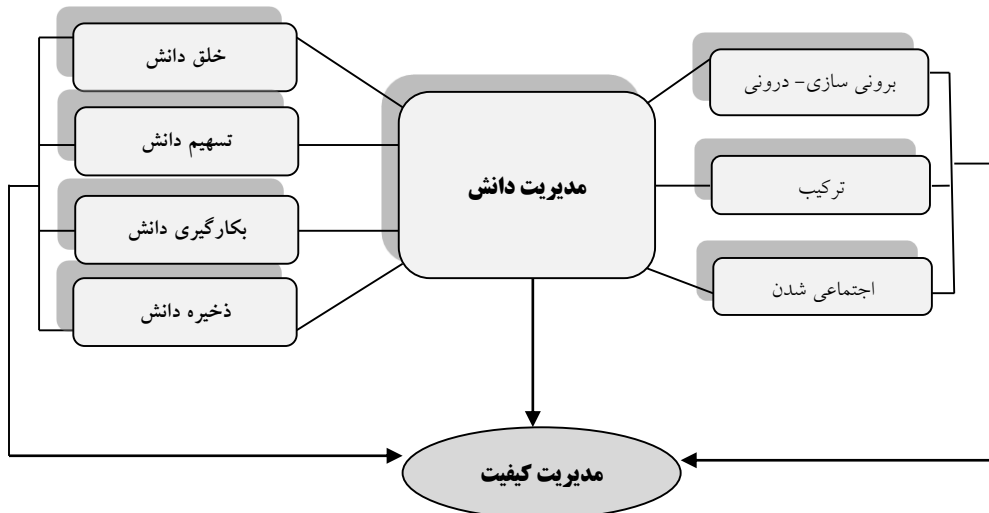 خلق دانش
برونی سازی- درونی
تسهیم دانش
مدیریت دانش
ترکیب
بکارگیری دانش
اجتماعی شدن
ذخیره دانش
مدیریت کیفیت